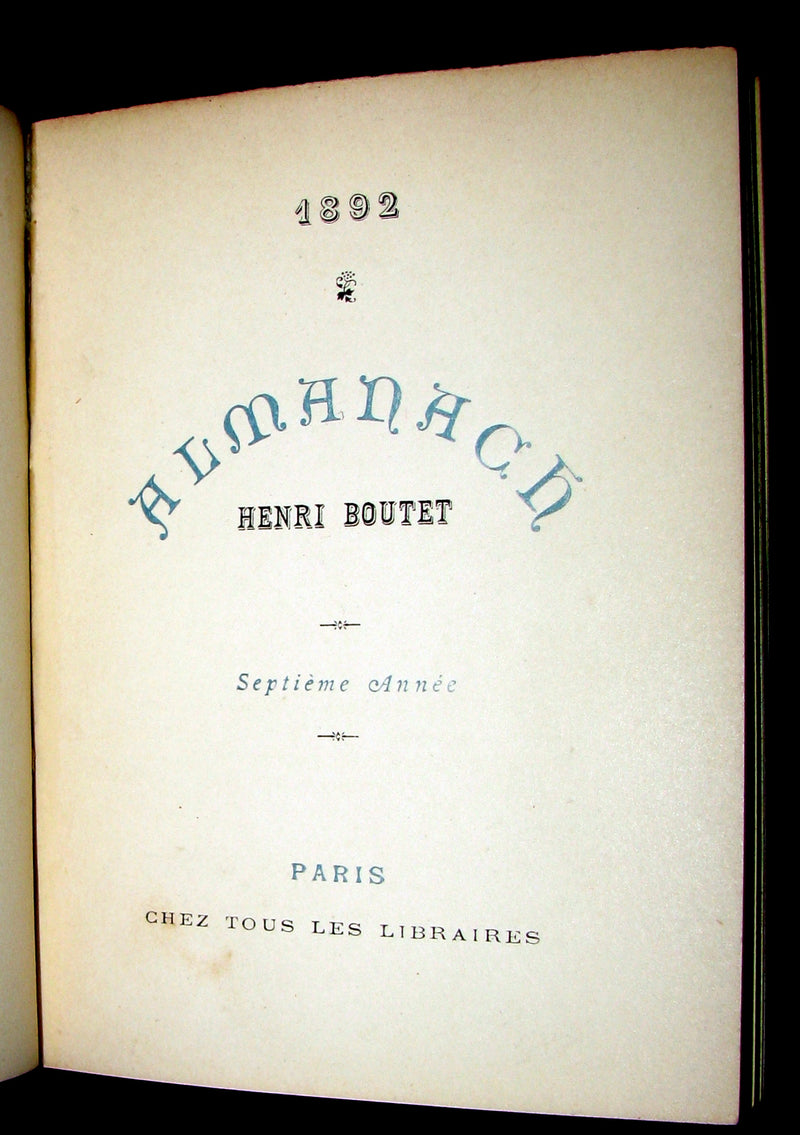 1892
ALMANACH
HENRI BOUTET
Septième Année
PARIS
CHEZ TOUS LES LIBRAIRES